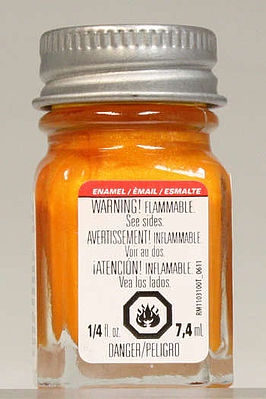 ENAMEL / ÉMAIL / ESMALTE
WARNING! FLAMMABLE.
See sides.
AVERTISSEMENT! INFLAMMABLE.
Voir au dos.
¡ATENCIÓN! INFLAMABLE.
Vea los lados.
1/4 fl. oz. 7,4 mL
DANGER/PELIGRO
RM1103100T_0611